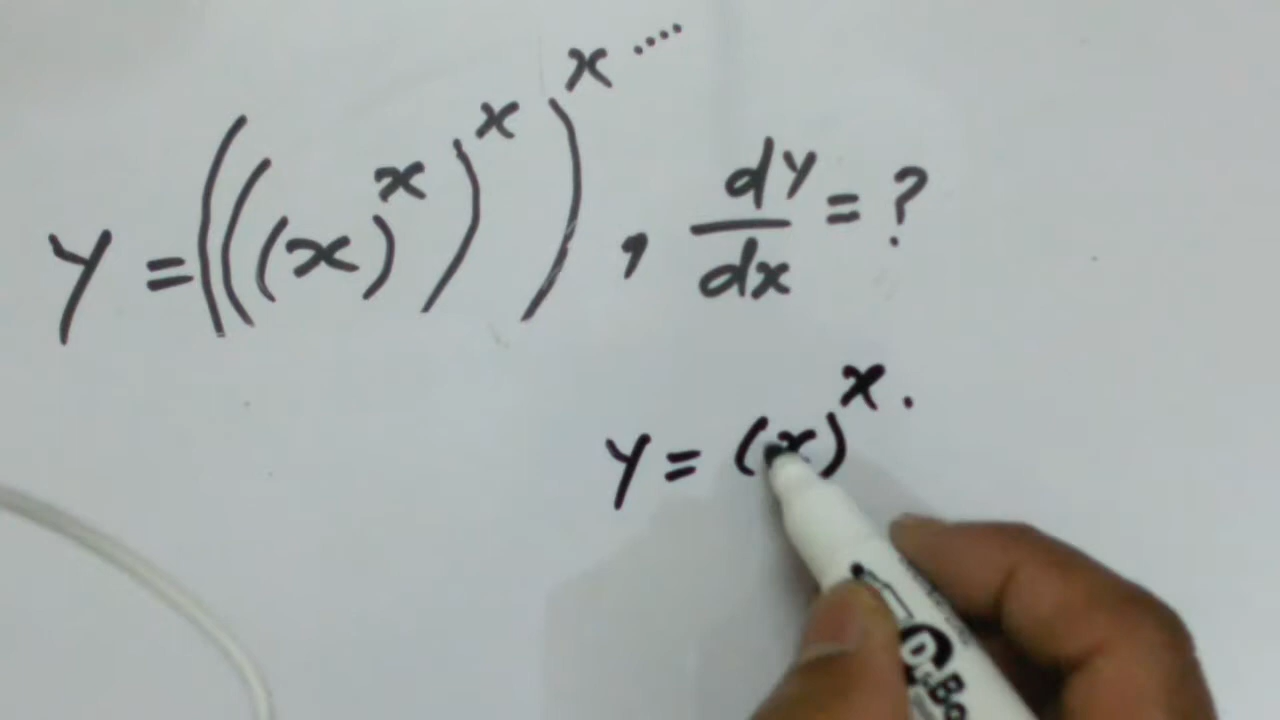 y = (((x)^x)^x)^x.... , dy/dx = ?
y = (x)^x.